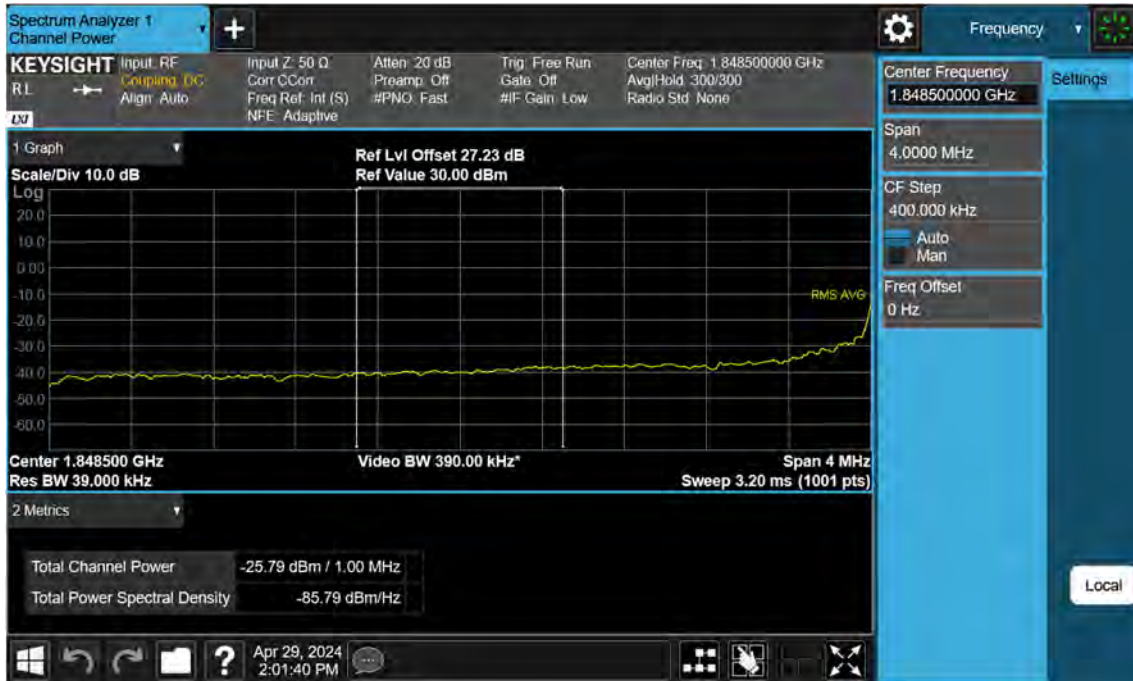 Spectrum Analyzer 1
Channel Power
+
Frequency
KEYSIGHT
RL
LXI
Input: RF
Coupling: DC
Align: Auto
Input Z: 50 Ω
Corr CCorr
Freq Ref: Int (S)
NFE: Adaptive
Atten: 20 dB
Preamp: Off
#PNO: Fast
Trig: Free Run
Gate: Off
#IF Gain: Low
Center Freq: 1.848500000 GHz
Avg|Hold: 300/300
Radio Std: None
Center Frequency
1.848500000 GHz
Settings
Span
4.0000 MHz
CF Step
400.000 kHz
Auto
Man
Freq Offset
0 Hz
1 Graph
Scale/Div 10.0 dB
Ref Lvl Offset 27.23 dB
Ref Value 30.00 dBm
Log
20.0
10.0
0.00
-10.0
-20.0
-30.0
-40.0
-50.0
-60.0
RMS AVG
Center 1.848500 GHz
Res BW 39.000 kHz
Video BW 390.00 kHz*
Span 4 MHz
Sweep 3.20 ms (1001 pts)
2 Metrics
Total Channel Power -25.79 dBm / 1.00 MHz
Total Power Spectral Density -85.79 dBm/Hz
Local
?
Apr 29, 2024
2:01:40 PM